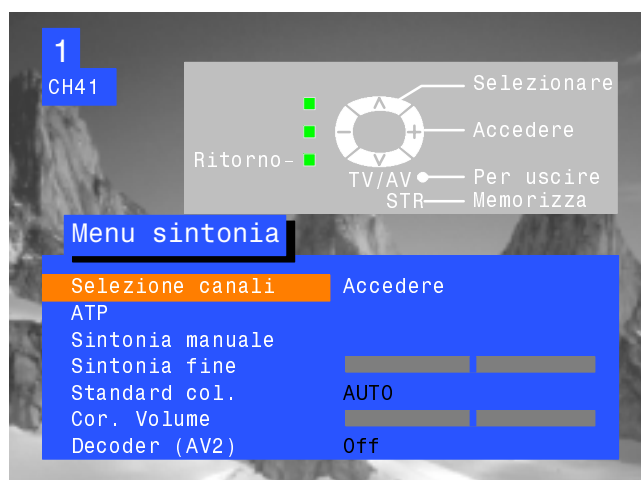 1
CH41
Selezionare
Accedere
Ritorno-
Per uscire
TV/AV
STR
Memorizza
Menu sintonia
Selezione canali Accedere
ATP
Sintonia manuale
Sintonia fine
Standard col. AUTO
Cor. Volume
Decoder (AV2) Off